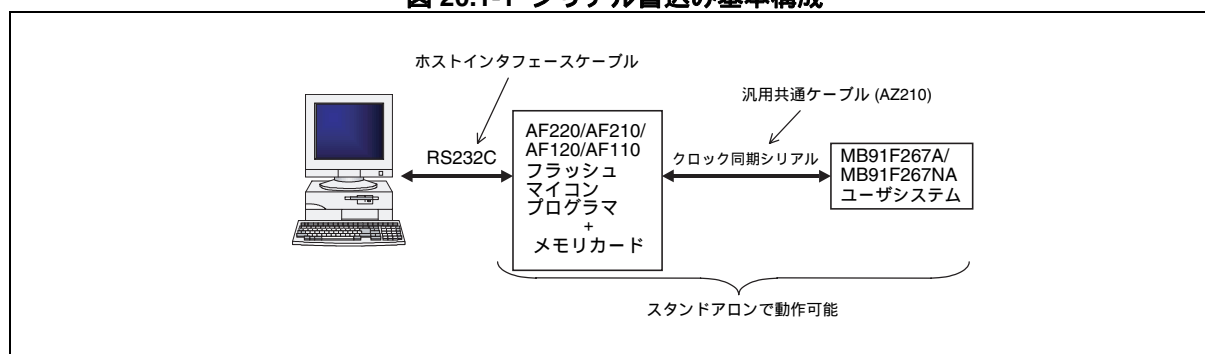 ホストインタフェースケーブル
汎用共通ケーブル (AZ210)
RS232C
AF220/AF210/
AF120/AF110
フラッシュ
マイコン
プログラマ
+
メモリカード
クロック同期シリアル
MB91F267A/
MB91F267NA
ユーザシステム
スタンドアロンで動作可能